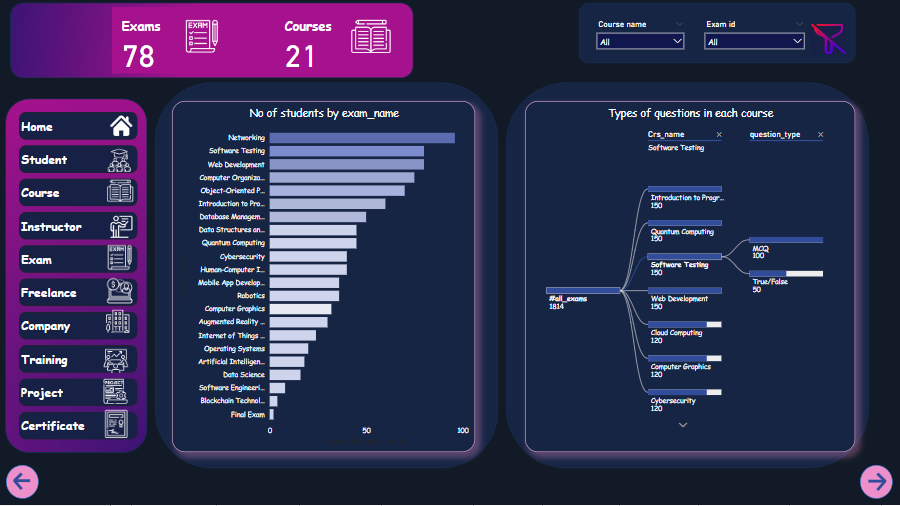 Exams
78
Courses
21
Course name
All
Exam id
All
Home
Student
Course
Instructor
Exam
Freelance
Company
Training
Project
Certificate
EXAM
EXAM
PROJECT
No of students by exam_name
Networking
Software Testing
Web Development
Computer Organiza...
Object-Oriented P...
Introduction to Pro...
Database Managem...
Data Structures an...
Quantum Computing
Cybersecurity
Human-Computer I...
Mobile App Develop...
Robotics
Computer Graphics
Augmented Reality ...
Internet of Things ...
Operating Systems
Artificial Intelligen...
Data Science
Software Engineeri...
Blockchain Technol...
Final Exam
0 50 100
Types of questions in each course
Crs_name
Software Testing
question_type
#all_exams
1814
Introduction to Progr...
150
Quantum Computing
150
Software Testing
150
Web Development
150
Cloud Computing
120
Computer Graphics
120
Cybersecurity
120
MCQ
100
True/False
50